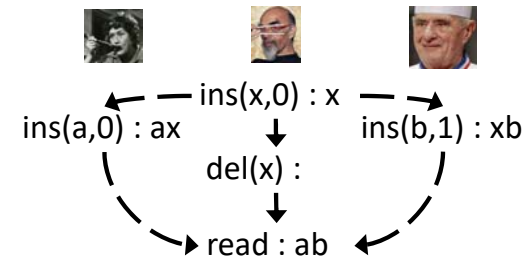 ins(x,0) : x
ins(a,0) : ax
ins(b,1) : xb
del(x) :
read : ab